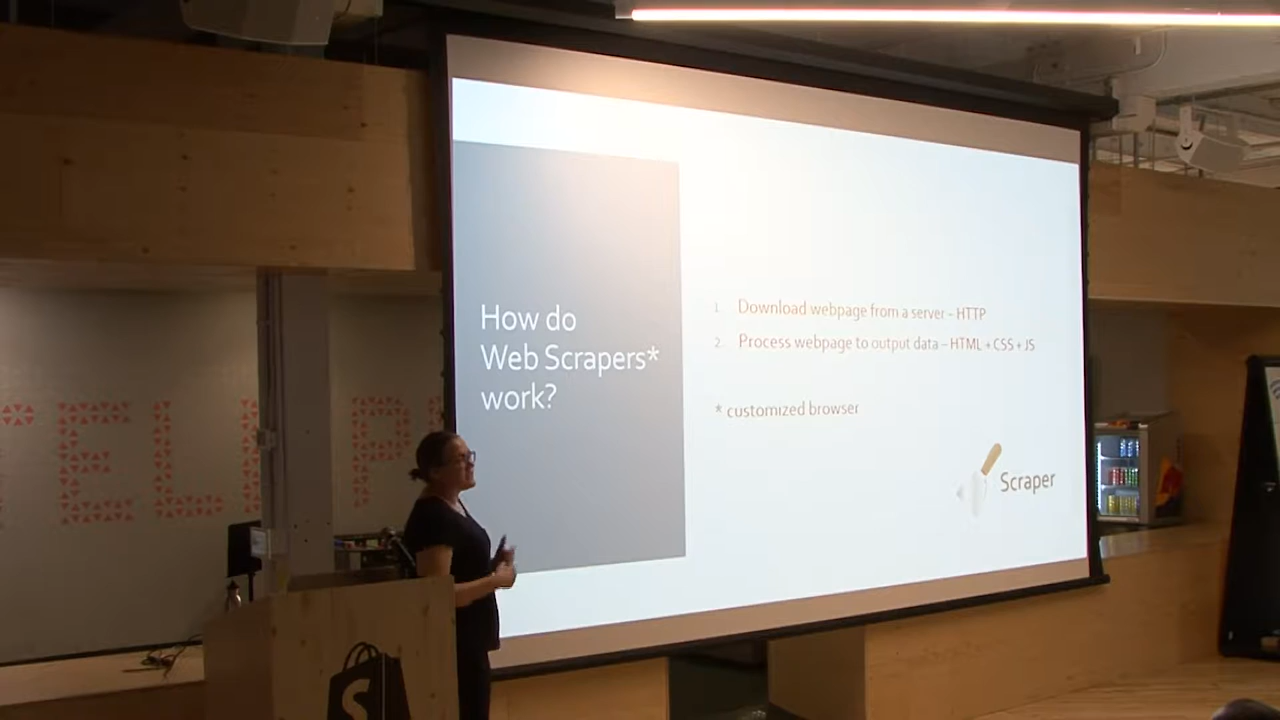 How do
Web Scrapers*
work?
1. Download webpage from a server – HTTP
2. Process webpage to output data – HTML + CSS + JS
* customized browser
Scraper
S